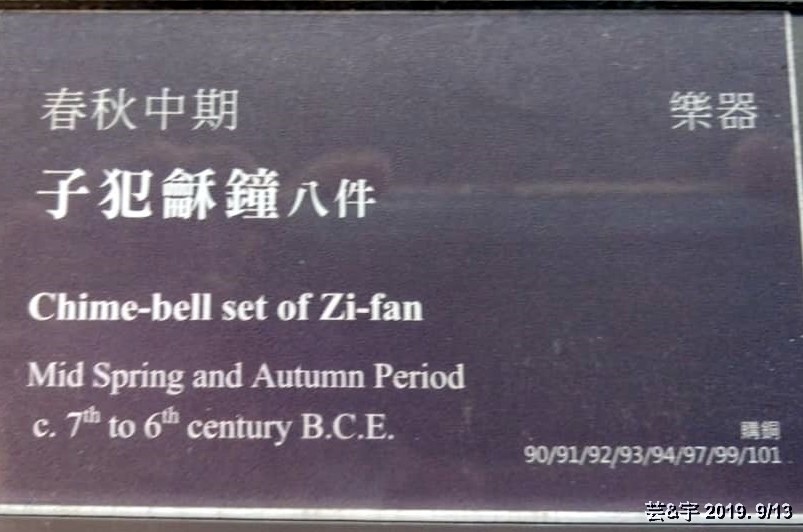 春秋中期 樂器
子犯龢鐘八件
Chime-bell set of Zi-fan
Mid Spring and Autumn Period
c. 7th to 6th century B.C.E.
購銅
90/91/92/93/94/97/99/101
芸&宇 2019. 9/13